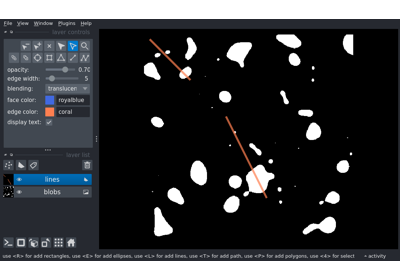 File View Window Plugins Help
layer controls
opacity: 0.70
edge width: 5
blending: translucen
face color: royalblue
edge color: coral
display text:
layer list
lines
blobs
use <R> for add rectangles, use <E> for add ellipses, use <L> for add lines, use <T> for add path, use <P> for add polygons, use <4> for select
activity